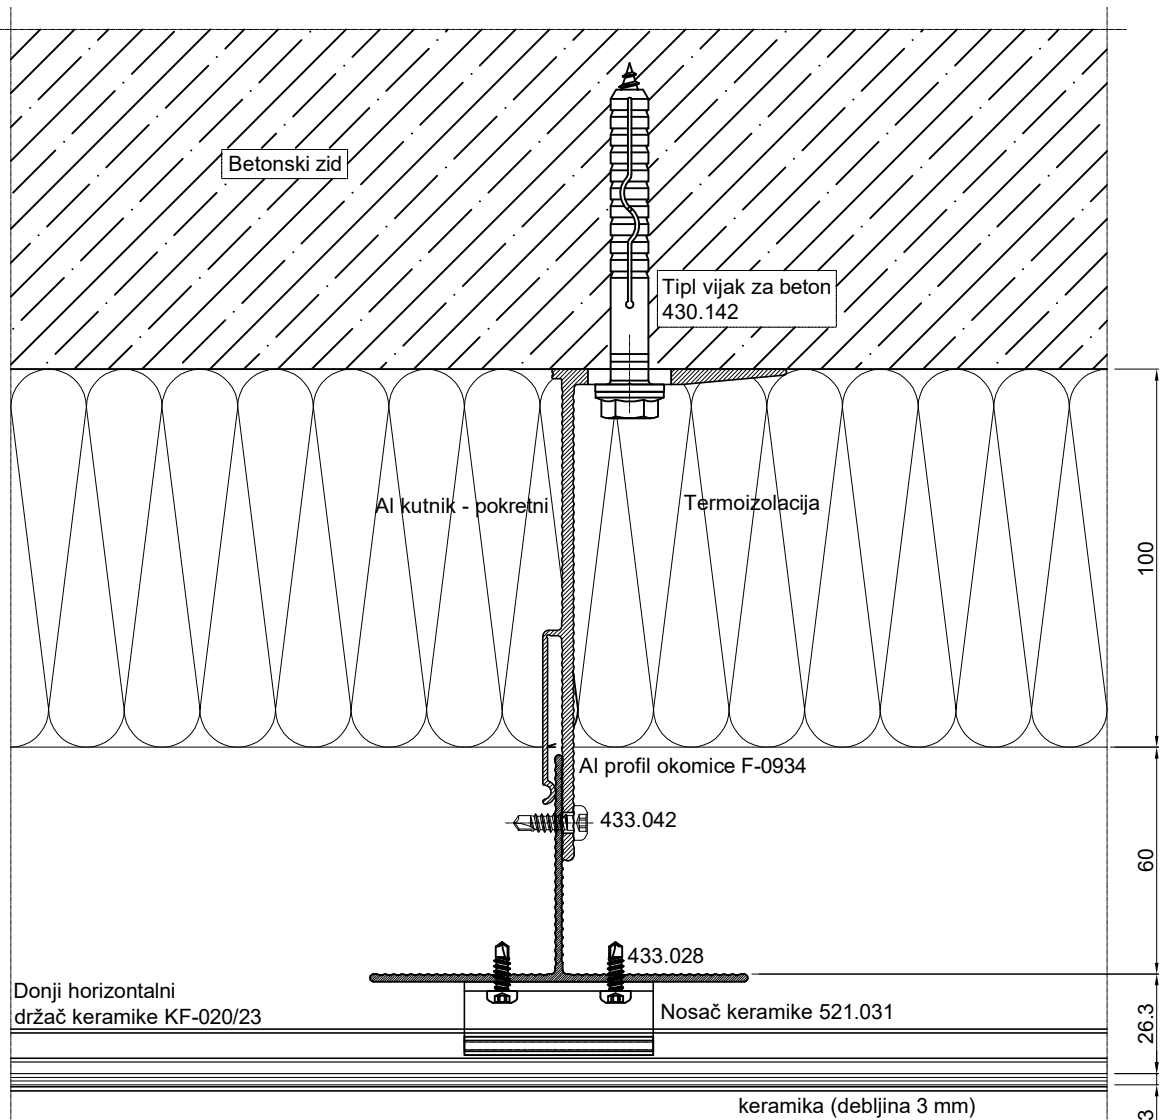 Betonski zid
Tipl vijak za beton
430.142
Al kutnik - pokretni
Termoizolacija
100
Al profil okomice F-0934
433.042
60
433.028
Donji horizontalni
držač keramike KF-020/23
Nosač keramike 521.031
26.3
keramika (debljina 3 mm)
3